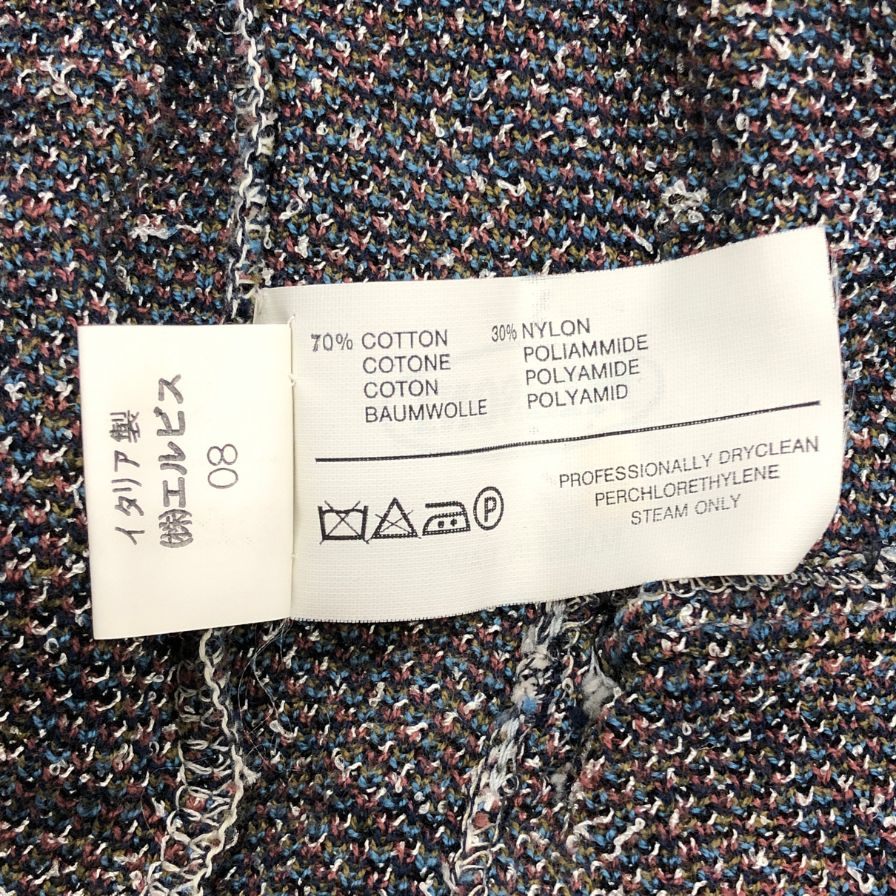 70% COTTON 30% NYLON
COTONE POLIAMMIDE
COTON POLYAMIDE
BAUMWOLLE POLYAMID
P
PROFESSIONALLY DRYCLEAN
PERCHLORETHYLENE
STEAM ONLY
イタリア製
㈱エルビス
08